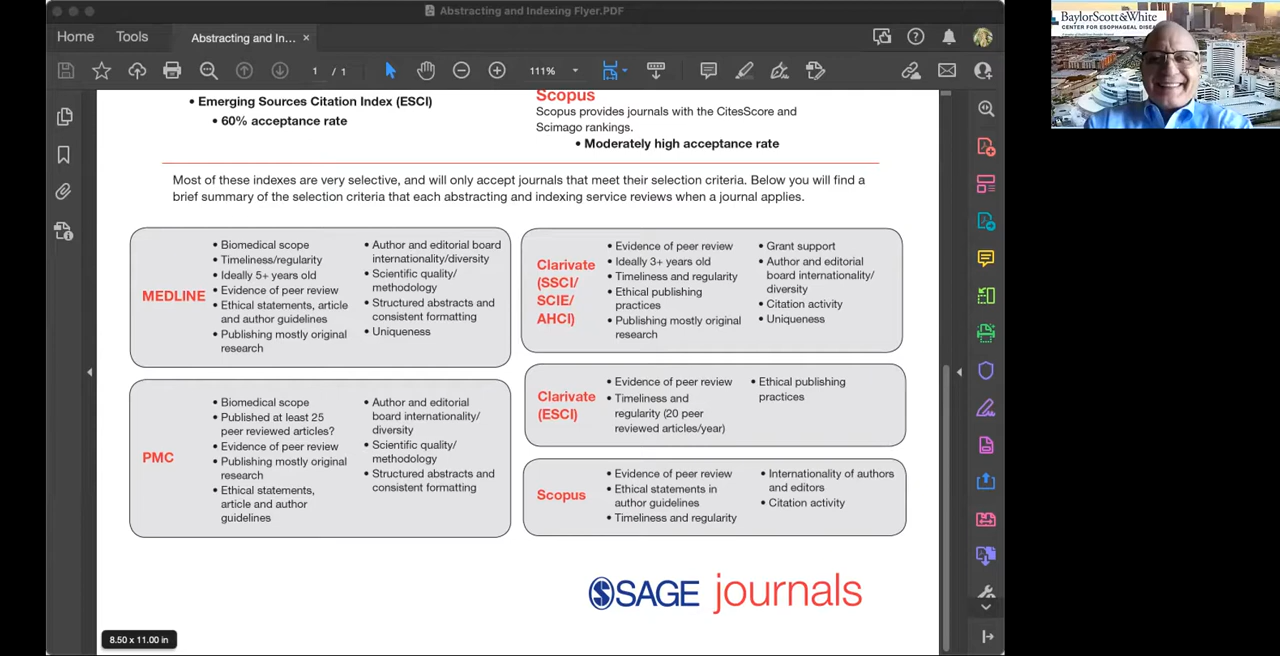 Abstracting and Indexing Flyer.PDF
Home
Tools
Abstracting and In... ×
1 / 1
111%
• Emerging Sources Citation Index (ESCI)
• 60% acceptance rate
Scopus
Scopus provides journals with the CitesScore and
Scimago rankings.
• Moderately high acceptance rate
Most of these indexes are very selective, and will only accept journals that meet their selection criteria. Below you will find a
brief summary of the selection criteria that each abstracting and indexing service reviews when a journal applies.
MEDLINE
• Biomedical scope
• Timeliness/regularity
• Ideally 5+ years old
• Evidence of peer review
• Ethical statements, article
and author guidelines
• Publishing mostly original
research
• Author and editorial board
internationality/diversity
• Scientific quality/
methodology
• Structured abstracts and
consistent formatting
• Uniqueness
Clarivate
(SSCI/
SCIE/
AHCI)
• Evidence of peer review
• Ideally 3+ years old
• Timeliness and regularity
• Ethical publishing
practices
• Publishing mostly original
research
• Grant support
• Author and editorial
board internationality/
diversity
• Citation activity
• Uniqueness
PMC
• Biomedical scope
• Published at least 25
peer reviewed articles?
• Evidence of peer review
• Publishing mostly original
research
• Ethical statements,
article and author
guidelines
• Author and editorial
board internationality/
diversity
• Scientific quality/
methodology
• Structured abstracts and
consistent formatting
Clarivate
(ESCI)
• Evidence of peer review
• Timeliness and
regularity (20 peer
reviewed articles/year)
• Ethical publishing
practices
Scopus
• Evidence of peer review
• Ethical statements in
author guidelines
• Timeliness and regularity
• Internationality of authors
and editors
• Citation activity
SAGE journals
8.50 x 11.00 in
BaylorScott&White
CENTER FOR ESOPHAGEAL